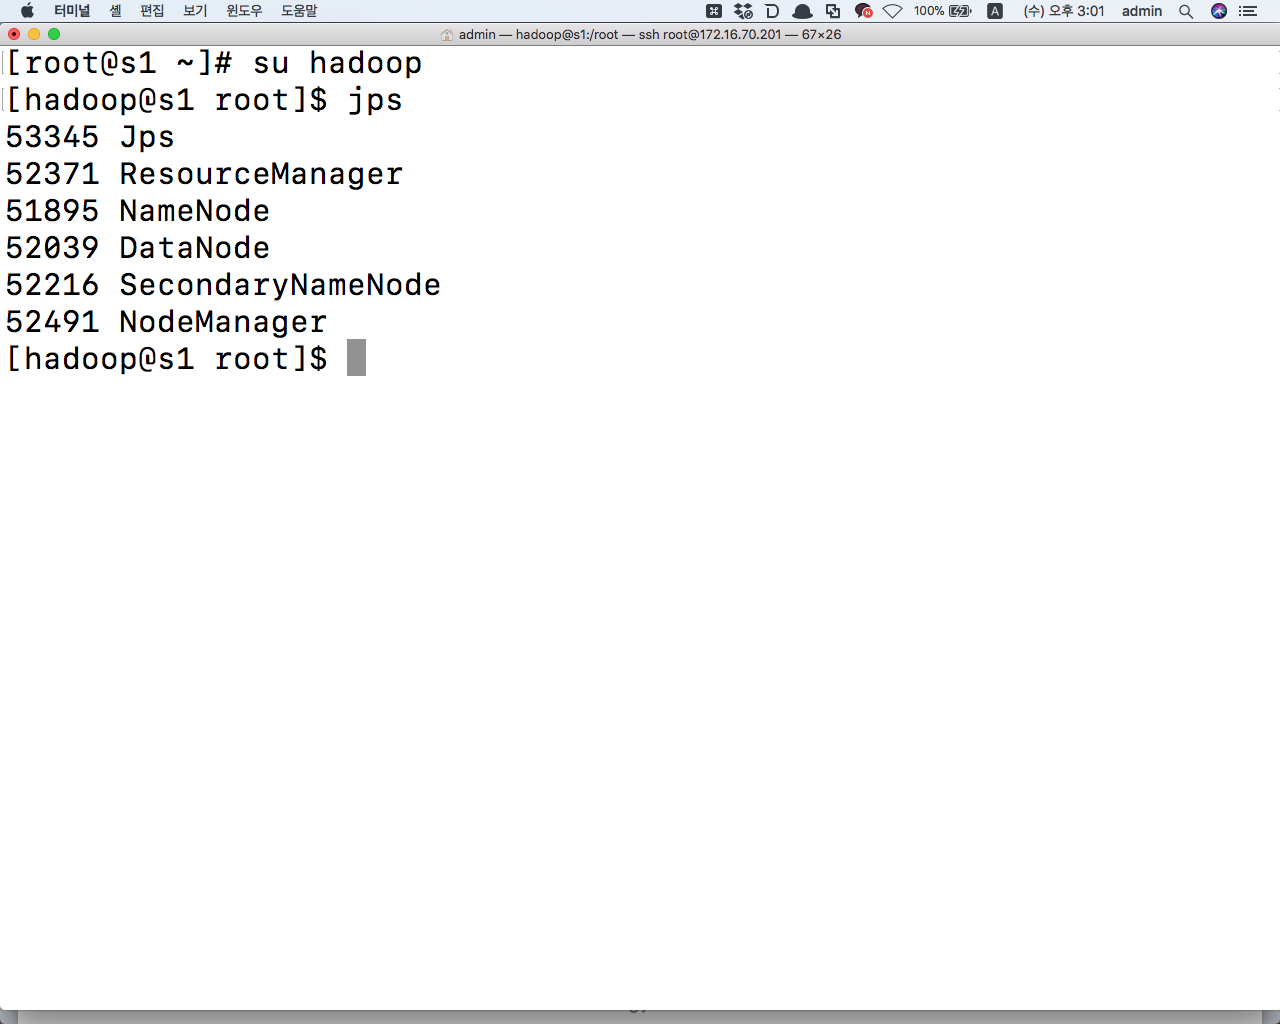 터미널 셸 편집 보기 윈도우 도움말 100% A (수) 오후 3:01 admin
admin — hadoop@s1:/root — ssh root@172.16.70.201 — 67×26
[root@s1 ~]# su hadoop
[hadoop@s1 root]$ jps
53345 Jps
52371 ResourceManager
51895 NameNode
52039 DataNode
52216 SecondaryNameNode
52491 NodeManager
[hadoop@s1 root]$